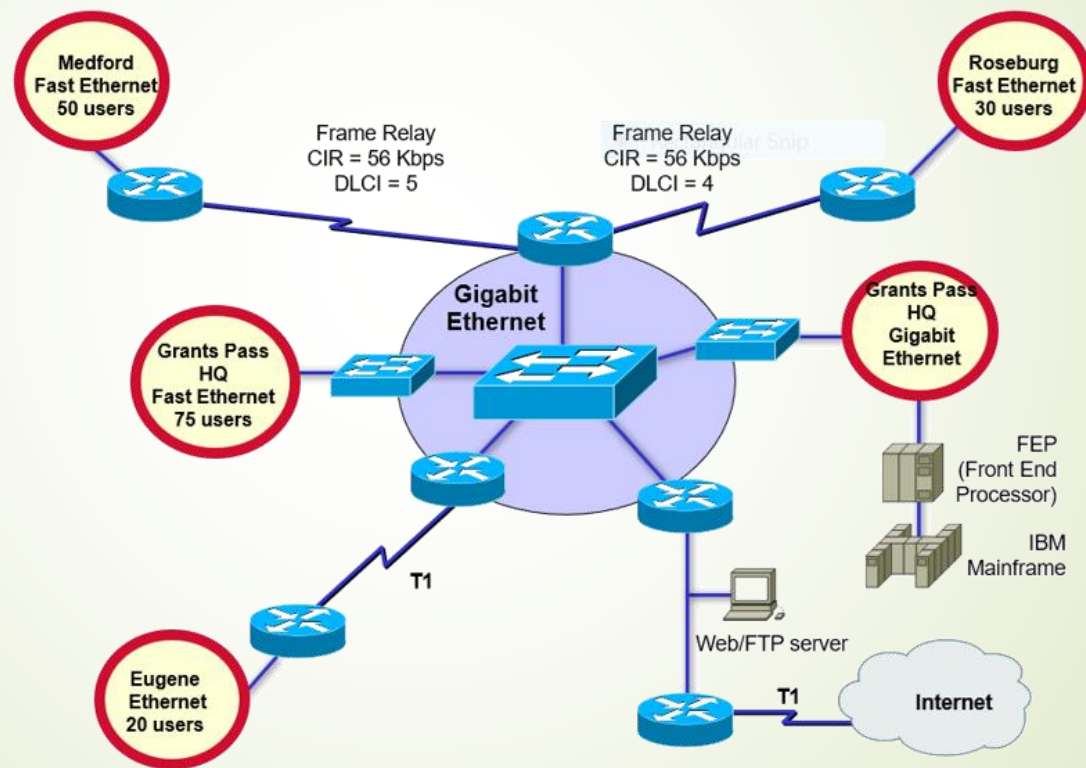 Medford
Fast Ethernet
50 users
Roseburg
Fast Ethernet
30 users
Frame Relay
CIR = 56 Kbps
DLCI = 5
Frame Relay
CIR = 56 Kbps
DLCI = 4
Rectangular Snip
Gigabit
Ethernet
Grants Pass
HQ
Gigabit
Ethernet
Grants Pass
HQ
Fast Ethernet
75 users
FEP
(Front End
Processor)
IBM
Mainframe
T1
Web/FTP server
Eugene
Ethernet
20 users
T1
Internet